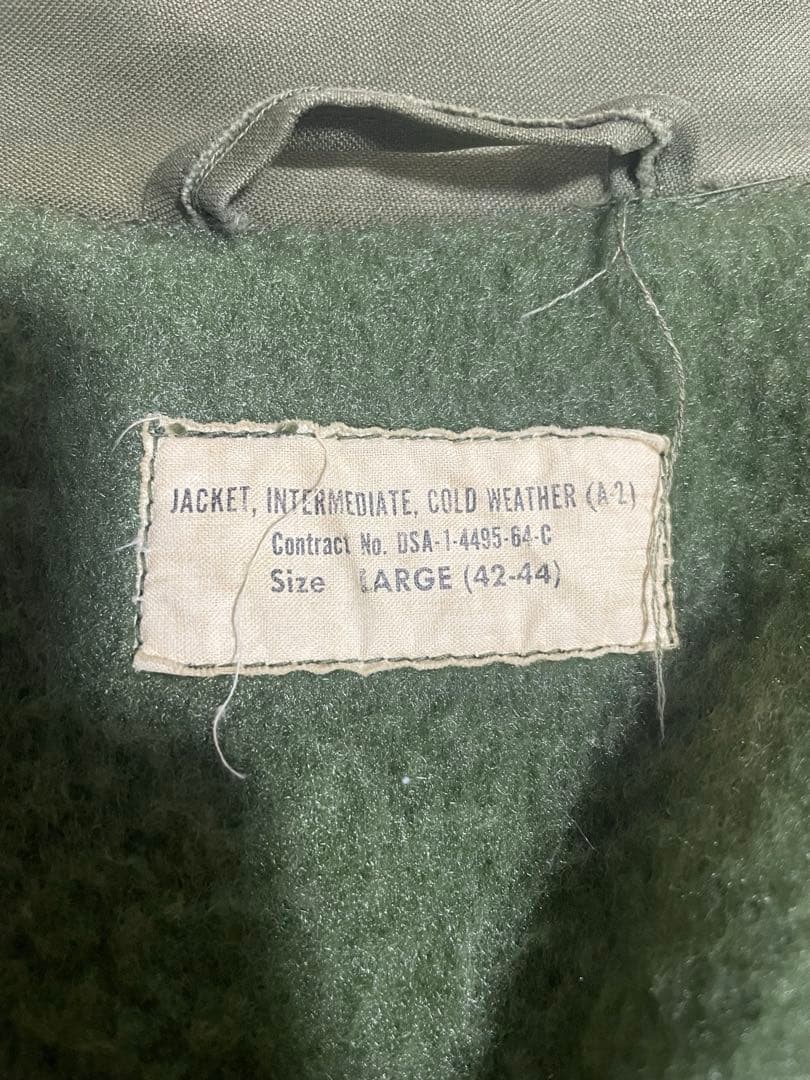 JACKET, INTERMEDIATE, COLD WEATHER (A-2)
Contract No. DSA-1-4495-64-C
Size LARGE (42-44)